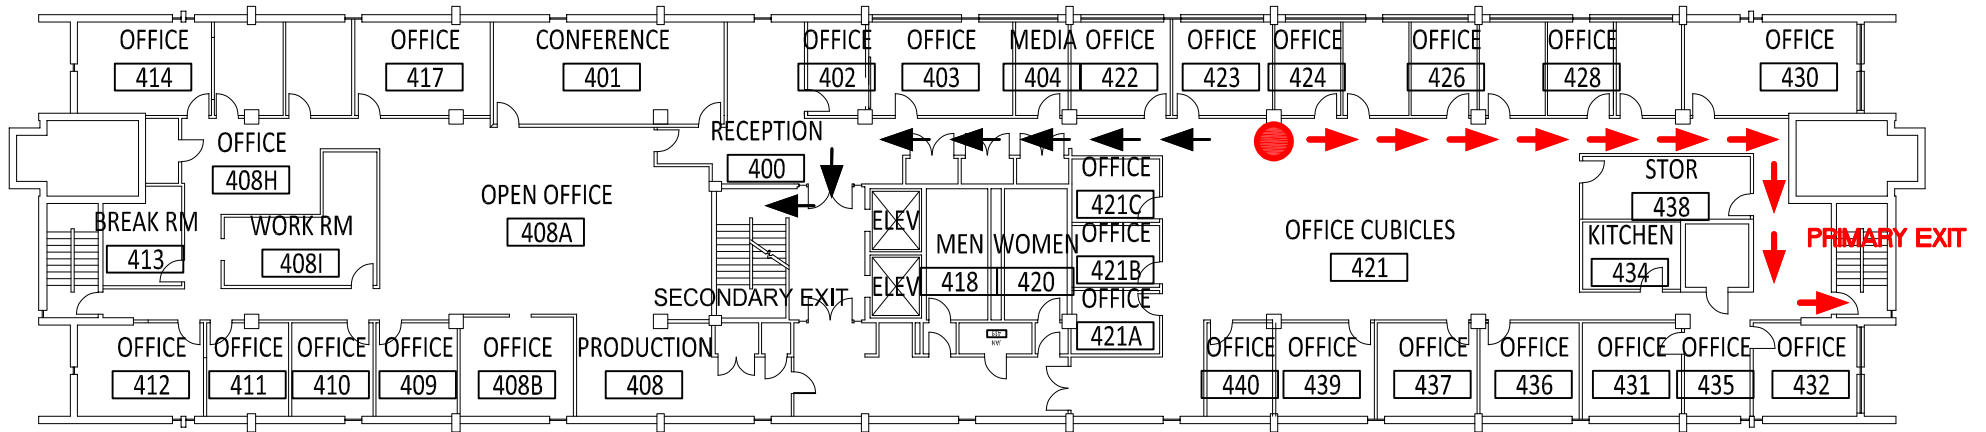 OFFICE
414
OFFICE
417
CONFERENCE
401
OFFICE
402
OFFICE
403
MEDIA
404
OFFICE
422
OFFICE
423
OFFICE
424
OFFICE
426
OFFICE
428
OFFICE
430
OFFICE
408H
RECEPTION
400
OPEN OFFICE
408A
BREAK RM
413
WORK RM
408I
ELEV
ELEV
MEN
418
WOMEN
420
OFFICE
421C
OFFICE
421B
OFFICE
421A
OFFICE CUBICLES
421
STOR
438
KITCHEN
434
PRIMARY EXIT
SECONDARY EXIT
OFFICE
412
OFFICE
411
OFFICE
410
OFFICE
409
OFFICE
408B
PRODUCTION
408
OFFICE
440
OFFICE
439
OFFICE
437
OFFICE
436
OFFICE
431
OFFICE
435
OFFICE
432